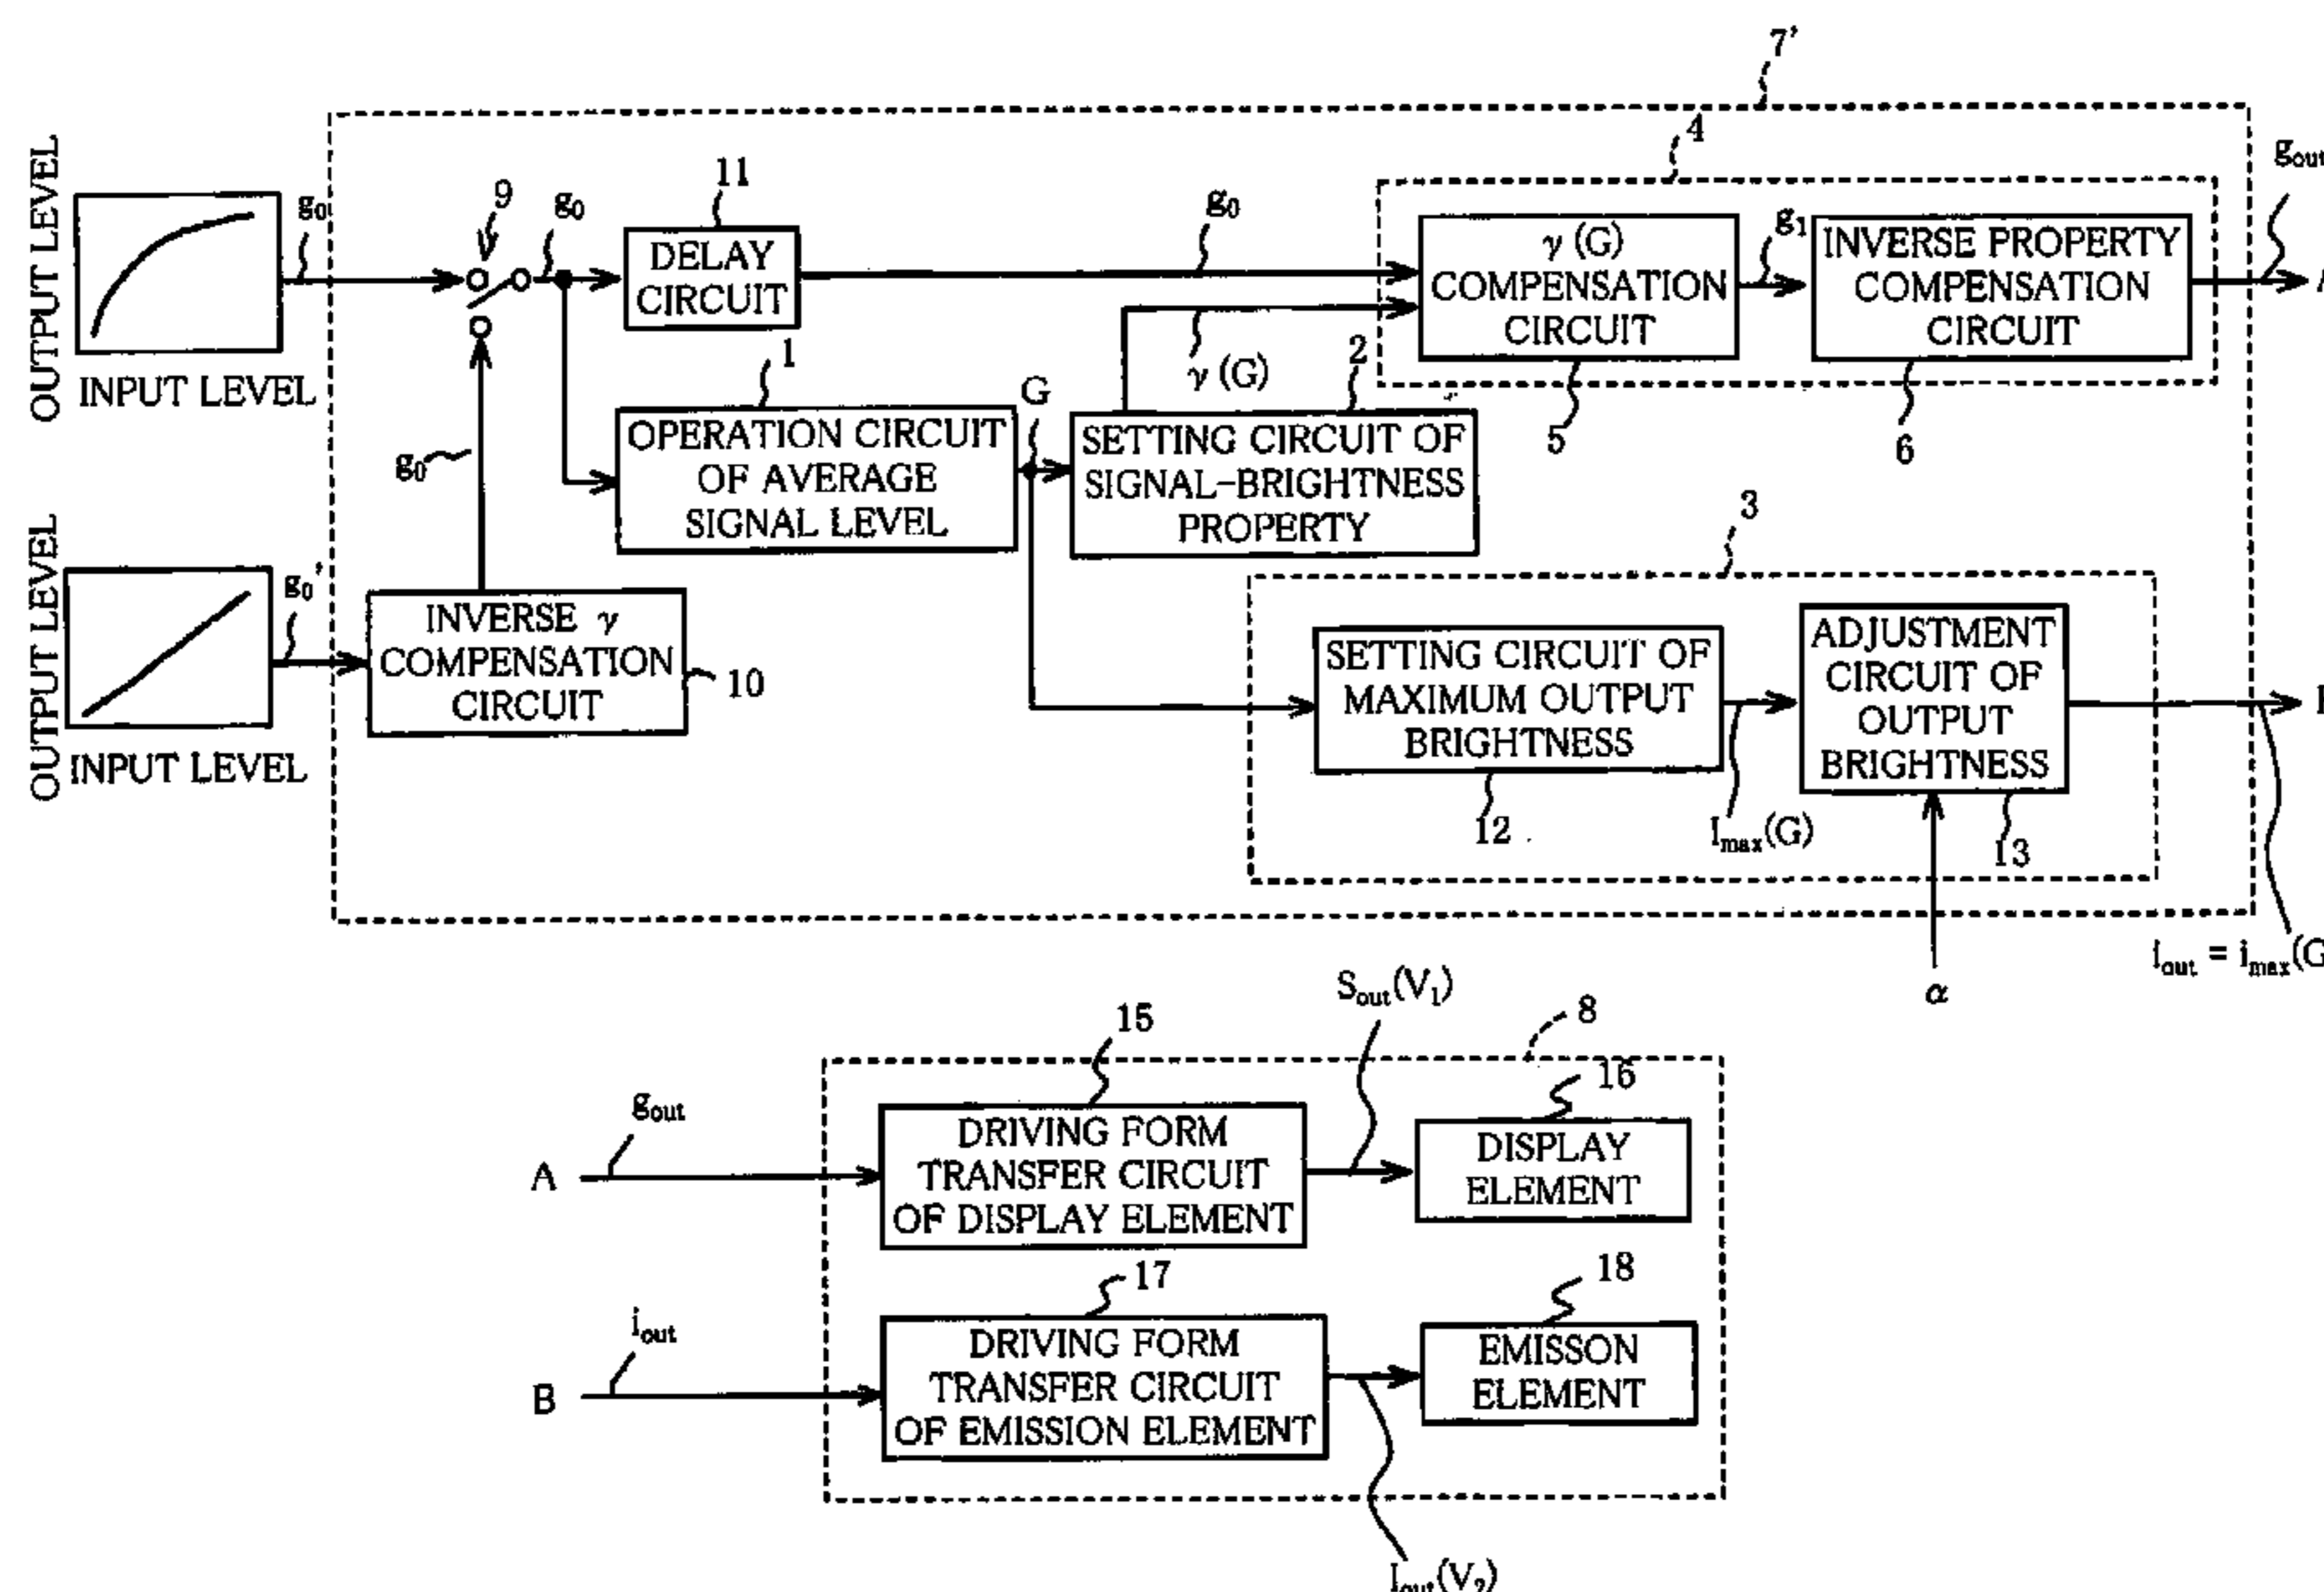 7'
4
g₀ᵤₜ
OUTPUT LEVEL
g₀
INPUT LEVEL
9
g₀
11
DELAY
CIRCUIT
g₀
γ (G)
COMPENSATION
CIRCUIT
5
g₁
INVERSE PROPERTY
COMPENSATION
CIRCUIT
6
γ (G)
1
OPERATION CIRCUIT
OF AVERAGE
SIGNAL LEVEL
G
2
SETTING CIRCUIT OF
SIGNAL-BRIGHTNESS
PROPERTY
g₀
OUTPUT LEVEL
g₀'
INPUT LEVEL
INVERSE γ
COMPENSATION
CIRCUIT
10
3
SETTING CIRCUIT OF
MAXIMUM OUTPUT
BRIGHTNESS
12
Imax(G)
ADJUSTMENT
CIRCUIT OF
OUTPUT
BRIGHTNESS
13
α
iout = imax(G
8
A
gout
15
DRIVING FORM
TRANSFER CIRCUIT
OF DISPLAY ELEMENT
Sout(V₁)
16
DISPLAY
ELEMENT
B
iout
17
DRIVING FORM
TRANSFER CIRCUIT
OF EMISSION ELEMENT
18
EMISSON
ELEMENT
Iout(V₂)